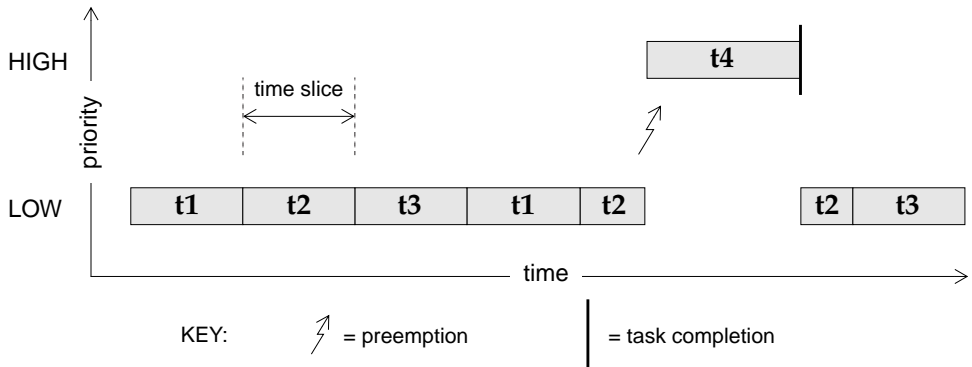 HIGH
t4
time slice
priority
LOW
t1 t2 t3 t1 t2 t2 t3
time
KEY: = preemption = task completion